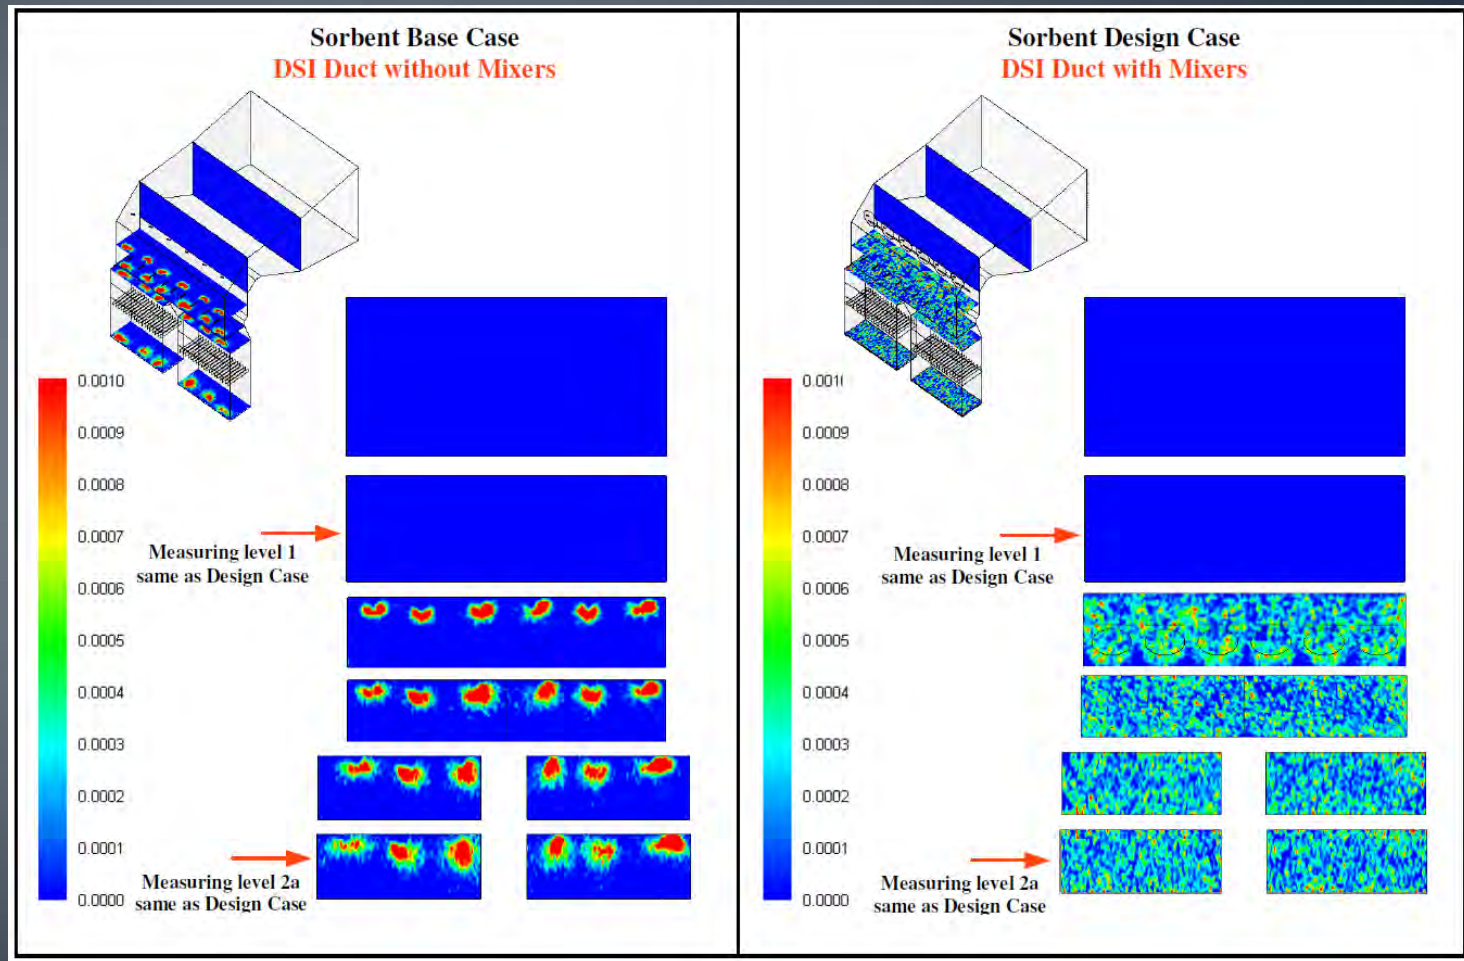 Sorbent Base Case
DSI Duct without Mixers
0.0010
0.0009
0.0008
0.0007
0.0006
0.0005
0.0004
0.0003
0.0002
0.0001
0.0000
Measuring level 1
same as Design Case
Measuring level 2a
same as Design Case
Sorbent Design Case
DSI Duct with Mixers
0.0010
0.0009
0.0008
0.0007
0.0006
0.0005
0.0004
0.0003
0.0002
0.0001
0.0000
Measuring level 1
same as Design Case
Measuring level 2a
same as Design Case